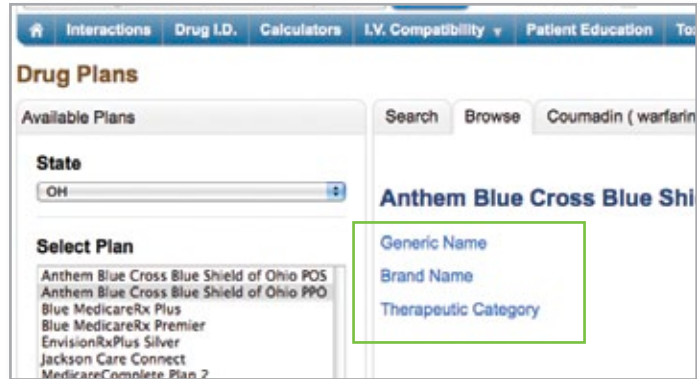 Interactions Drug I.D. Calculators I.V. Compatibility Patient Education
Drug Plans
Available Plans
State
OH
Select Plan
Anthem Blue Cross Blue Shield of Ohio POS
Anthem Blue Cross Blue Shield of Ohio PPO
Blue MedicareRx Plus
Blue MedicareRx Premier
EnvisionRxPlus Silver
Jackson Care Connect
MedicareComplete Plan 2
Search Browse Coumadin ( warfarin
Anthem Blue Cross Blue Shi
Generic Name
Brand Name
Therapeutic Category